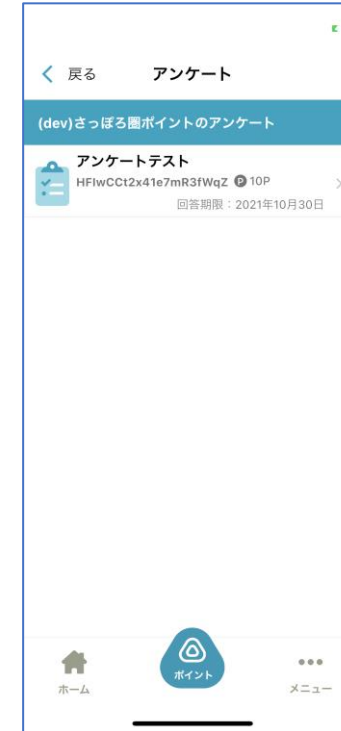 戻る アンケート
(dev)さっぽろ圏ポイントのアンケート
アンケートテスト
HFIwCCt2x41e7mR3fWqZ P 10P
回答期限：2021年10月30日
ホーム ポイント メニュー